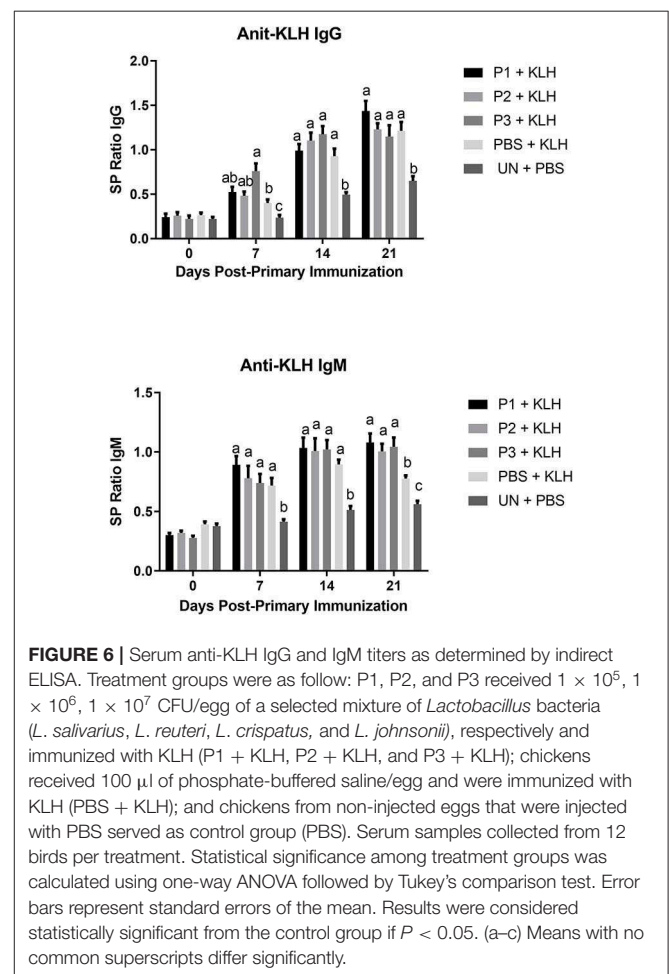 Anit-KLH IgG
2.0
1.5
1.0
0.5
0.0
SP Ratio IgG
ab ab a b c
a a a a b
a a a a b
0 7 14 21
Days Post-Primary Immunization
P1 + KLH
P2 + KLH
P3 + KLH
PBS + KLH
UN + PBS
Anti-KLH IgM
1.5
1.0
0.5
0.0
SP Ratio IgM
a a a a b
a a a a b
a a a b c
0 7 14 21
Days Post-Primary Immunization
P1 + KLH
P2 + KLH
P3 + KLH
PBS + KLH
UN + PBS
FIGURE 6 | Serum anti-KLH IgG and IgM titers as determined by indirect
ELISA. Treatment groups were as follow: P1, P2, and P3 received 1 × 10⁵, 1
× 10⁶, 1 × 10⁷ CFU/egg of a selected mixture of Lactobacillus bacteria
(L. salivarius, L. reuteri, L. crispatus, and L. johnsonii), respectively and
immunized with KLH (P1 + KLH, P2 + KLH, and P3 + KLH); chickens
received 100 μl of phosphate-buffered saline/egg and were immunized with
KLH (PBS + KLH); and chickens from non-injected eggs that were injected
with PBS served as control group (PBS). Serum samples collected from 12
birds per treatment. Statistical significance among treatment groups was
calculated using one-way ANOVA followed by Tukey's comparison test. Error
bars represent standard errors of the mean. Results were considered
statistically significant from the control group if P < 0.05. (a–c) Means with no
common superscripts differ significantly.